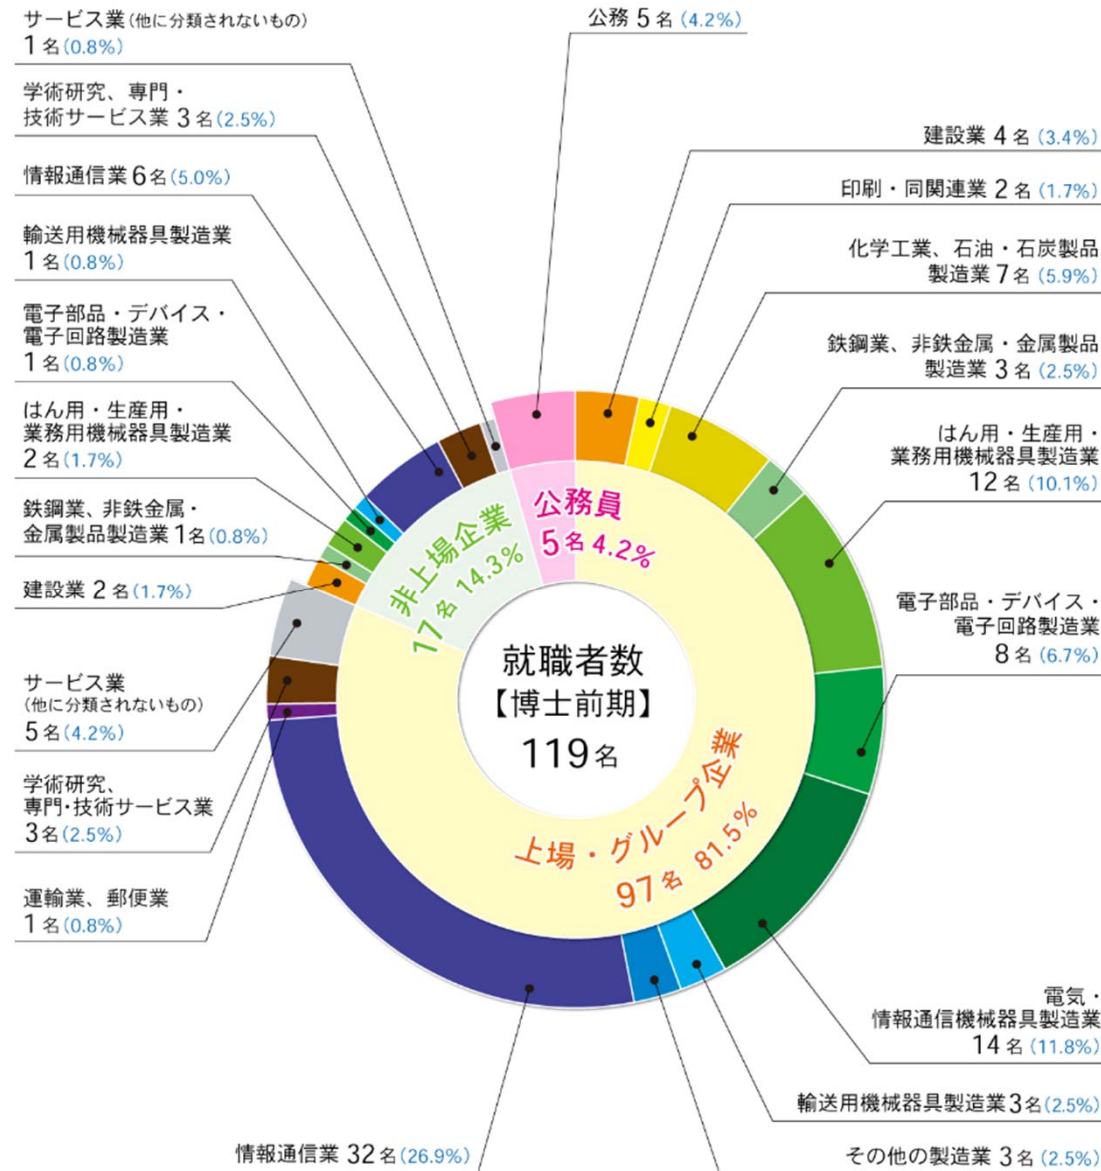 サービス業(他に分類されないもの)
1名(0.8%)
学術研究、専門・
技術サービス業 3名(2.5%)
情報通信業 6名(5.0%)
輸送用機械器具製造業
1名(0.8%)
電子部品・デバイス・
電子回路製造業
1名(0.8%)
はん用・生産用・
業務用機械器具製造業
2名(1.7%)
鉄鋼業、非鉄金属・
金属製品製造業 1名(0.8%)
建設業 2名(1.7%)
サービス業
(他に分類されないもの)
5名(4.2%)
学術研究、
専門・技術サービス業
3名(2.5%)
運輸業、郵便業
1名(0.8%)
情報通信業 32名(26.9%)
公務 5名(4.2%)
建設業 4名(3.4%)
印刷・同関連業 2名(1.7%)
化学工業、石油・石炭製品
製造業 7名(5.9%)
鉄鋼業、非鉄金属・金属製品
製造業 3名(2.5%)
はん用・生産用・
業務用機械器具製造業
12名(10.1%)
電子部品・デバイス・
電子回路製造業
8名(6.7%)
電気・
情報通信機械器具製造業
14名(11.8%)
輸送用機械器具製造業 3名(2.5%)
その他の製造業 3名(2.5%)
公務員
5名 4.2%
非上場企業
17名 14.3%
就職者数
【博士前期】
119名
上場・グループ企業
97名 81.5%